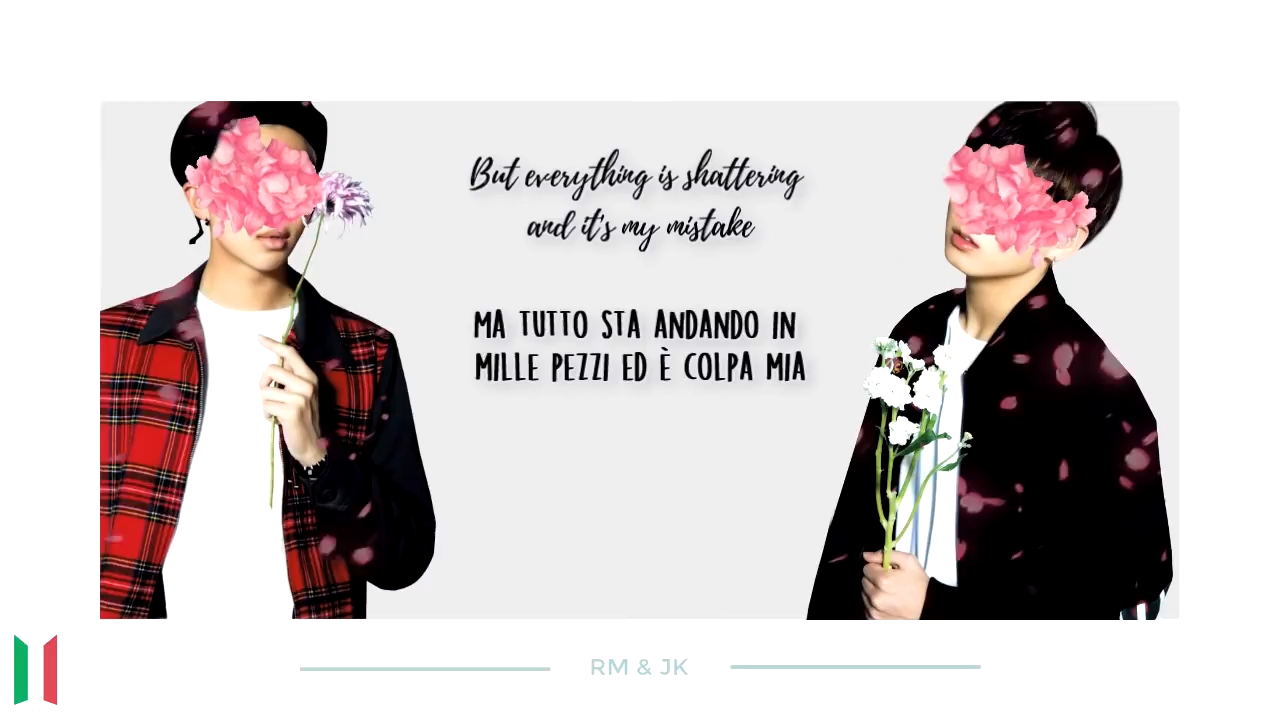 But everything is shattering
and it's my mistake
MA TUTTO STA ANDANDO IN
MILLE PEZZI ED È COLPA MIA
RM & JK